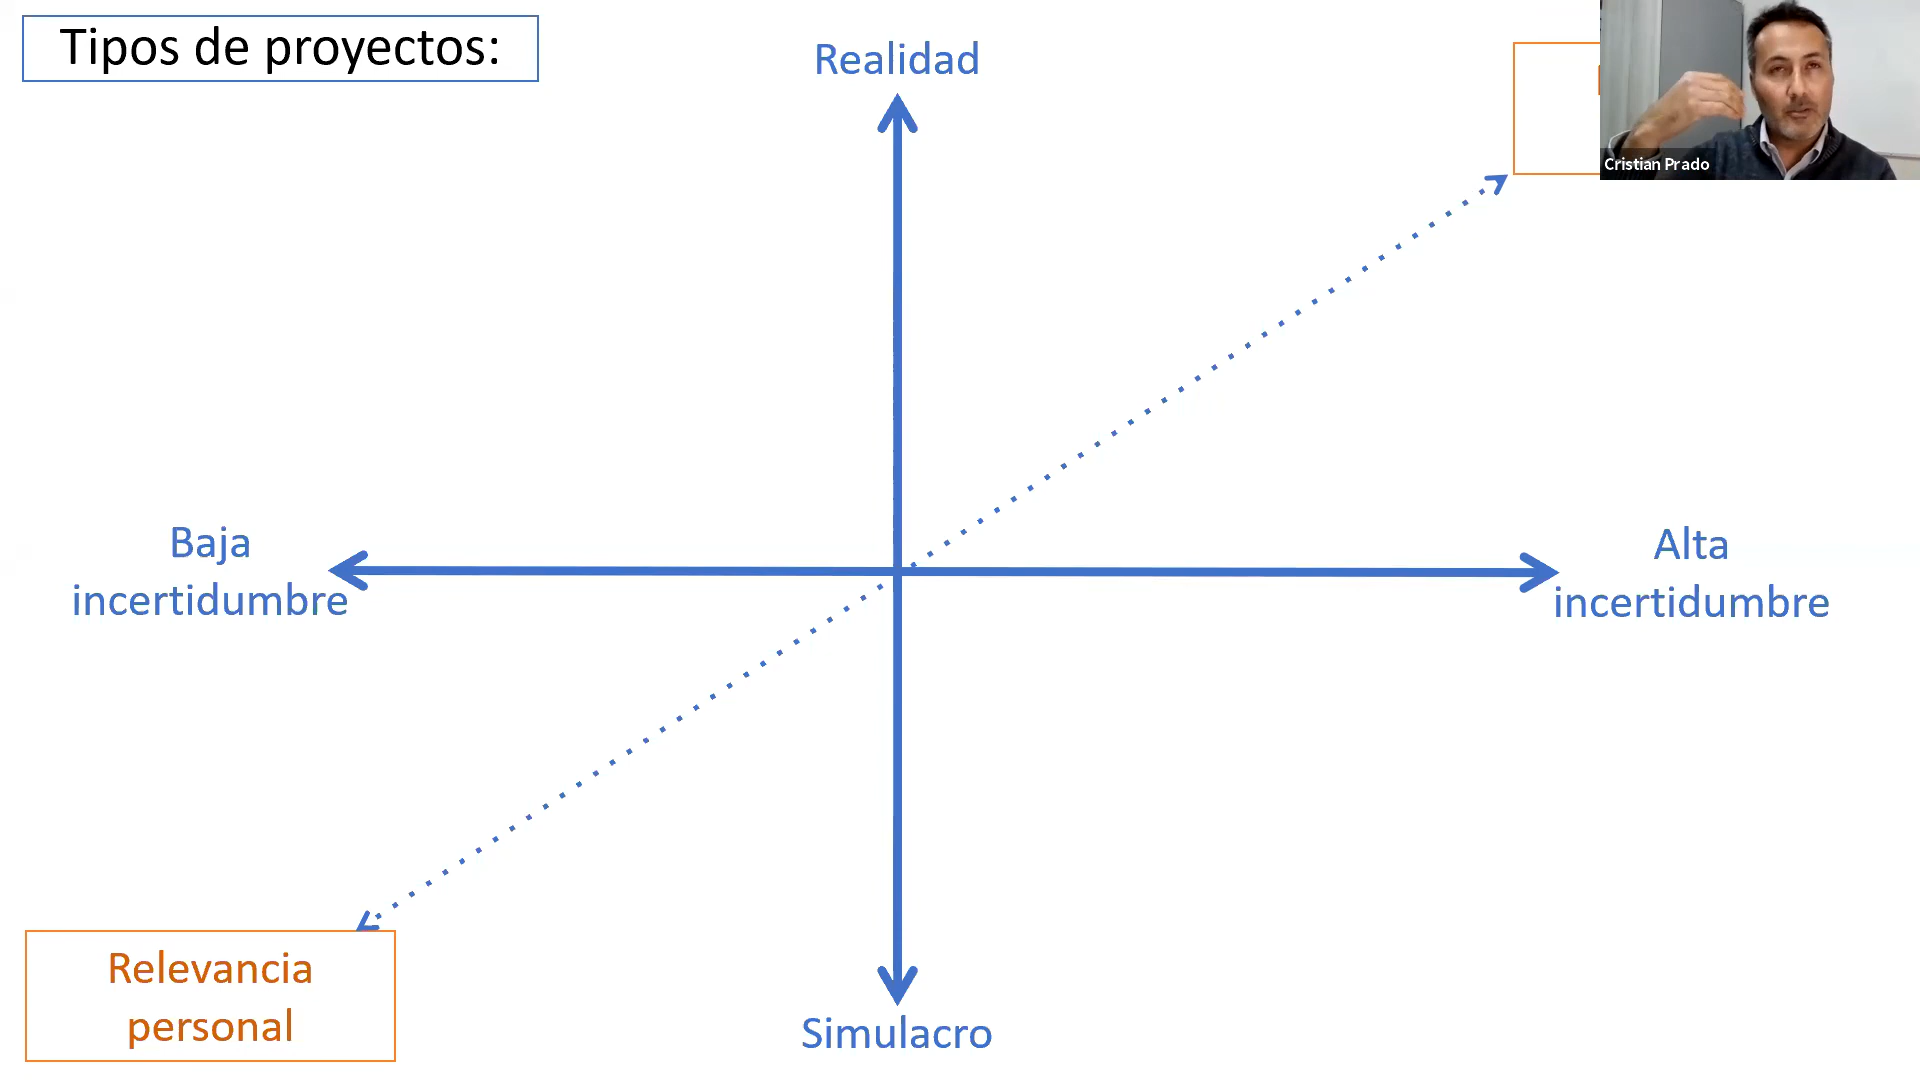 Tipos de proyectos:
Realidad
Cristian Prado
Baja
incertidumbre
Alta
incertidumbre
Relevancia
personal
Simulacro